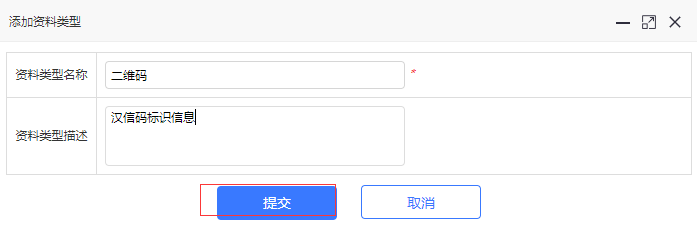 添加资料类型
资料类型名称
二维码
*
资料类型描述
汉信码标识信息
提交
取消